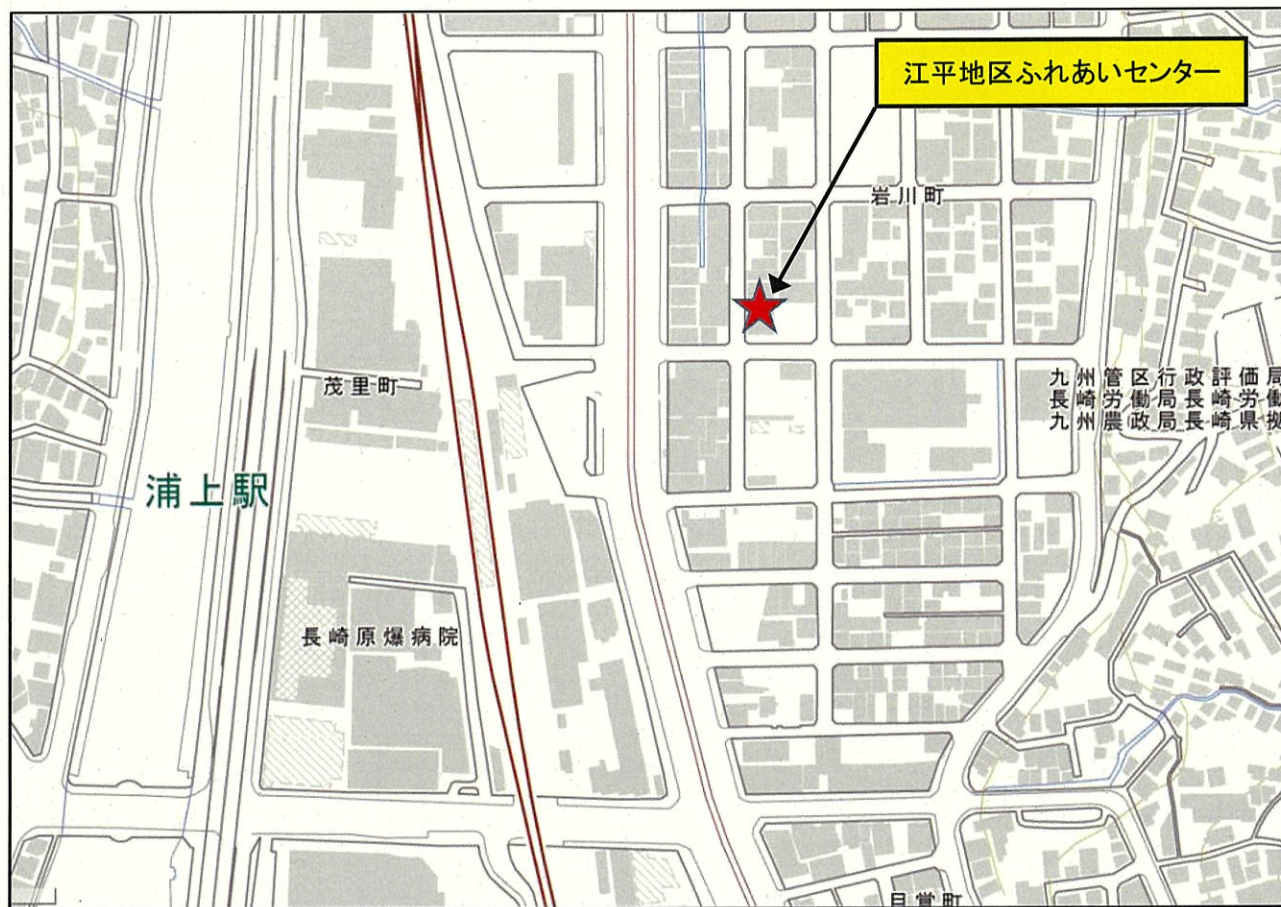 江平地区ふれあいセンター
岩川町
茂里町
九州管区行政評価局
長崎労働局長崎労働
九州農政局長崎県拠
浦上駅
長崎原爆病院
目覚町